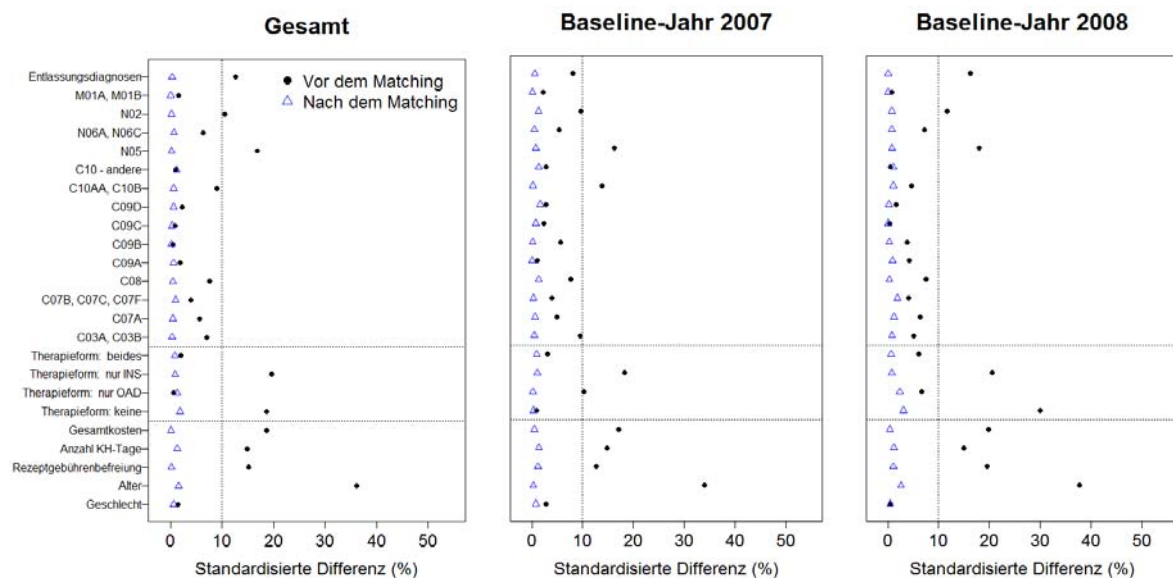 Gesamt
Baseline-Jahr 2007
Baseline-Jahr 2008
Vor dem Matching
Nach dem Matching
Entlassungsdiagnosen
M01A, M01B
N02
N06A, N06C
N05
C10 - andere
C10AA, C10B
C09D
C09C
C09B
C09A
C08
C07B, C07C, C07F
C07A
C03A, C03B
Therapieform: beides
Therapieform: nur INS
Therapieform: nur OAD
Therapieform: keine
Gesamtkosten
Anzahl KH-Tage
Rezeptgebührenbefreiung
Alter
Geschlecht
0 10 20 30 40 50
0 10 20 30 40 50
0 10 20 30 40 50
Standardisierte Differenz (%)
Standardisierte Differenz (%)
Standardisierte Differenz (%)